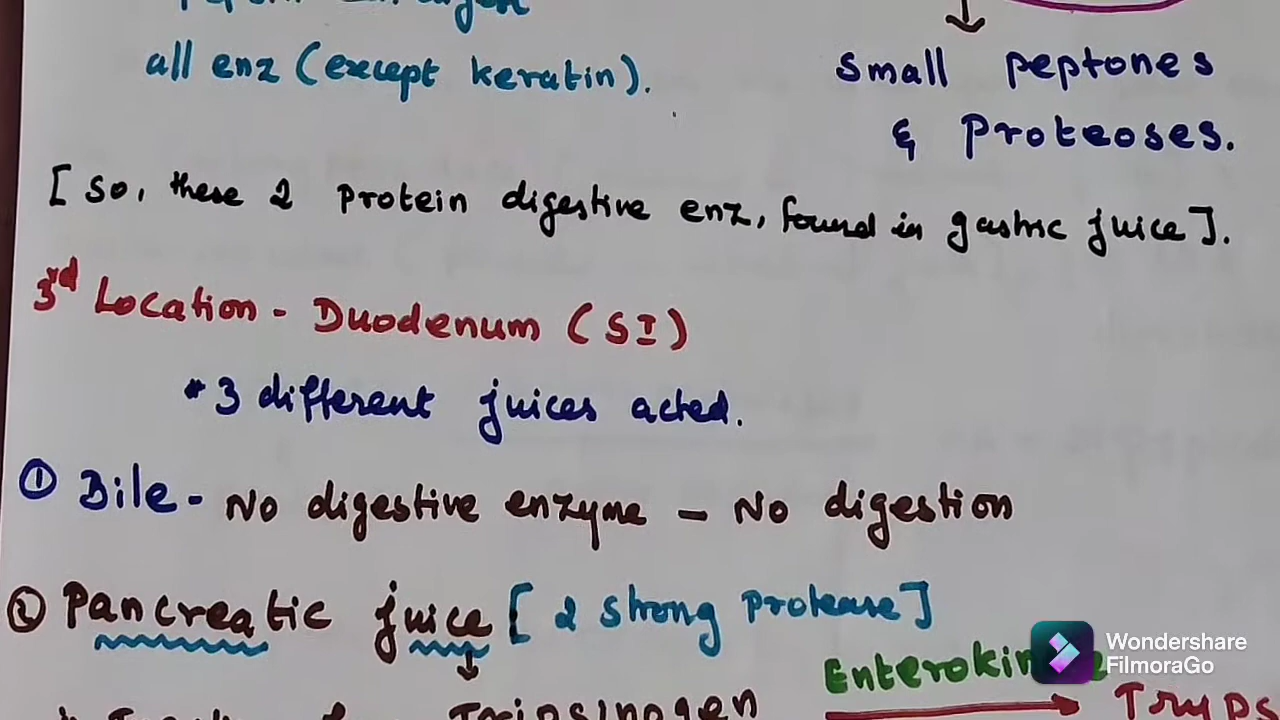 all enz (except keratin).
small peptones
& Proteoses.
[ so, these 2 protein digestive enz, found in gastric juice ].
3rd Location - Duodenum (SI)
* 3 different juices acted.
① Bile - No digestive enzyme - No digestion
② Pancreatic juice [ 2 strong protease ]
Wondershare
FilmoraGo